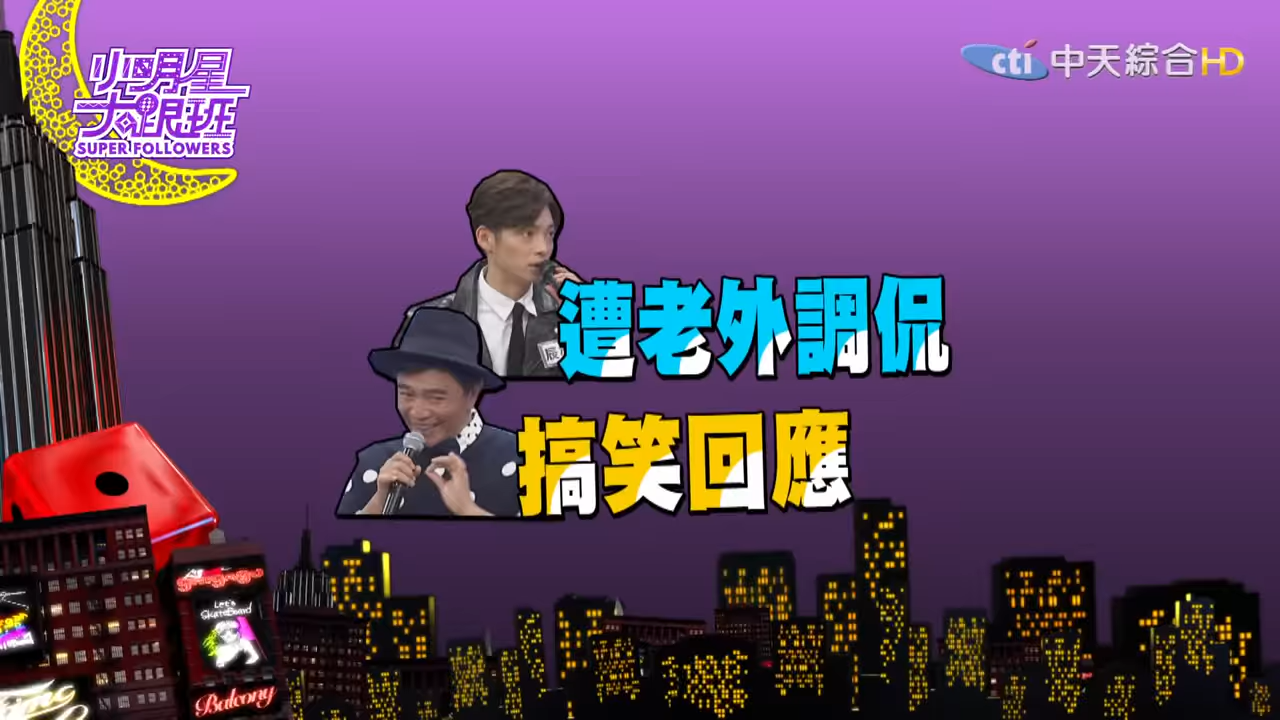 小明星
大跟班
SUPER FOLLOWERS
cti 中天綜合HD
遭老外調侃
辰
搞笑回應
Let's
SkateBoard
Balcony